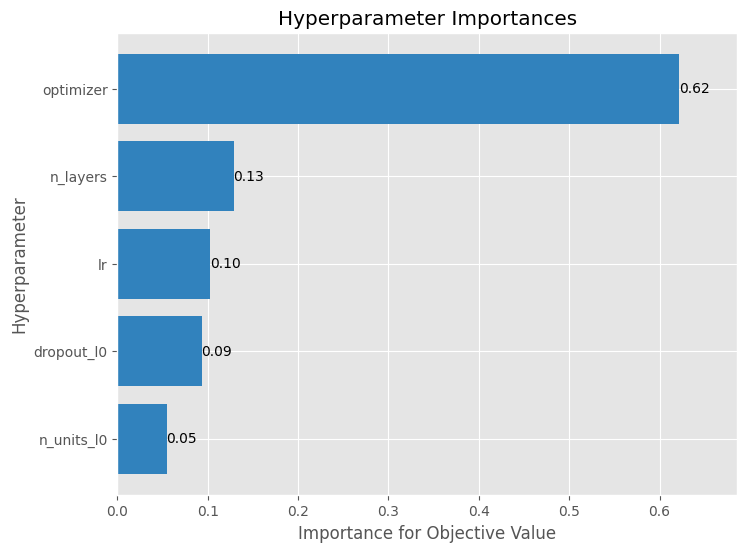 Hyperparameter Importances
Hyperparameter
optimizer
0.62
n_layers
0.13
lr
0.10
dropout_l0
0.09
n_units_l0
0.05
0.0 0.1 0.2 0.3 0.4 0.5 0.6
Importance for Objective Value